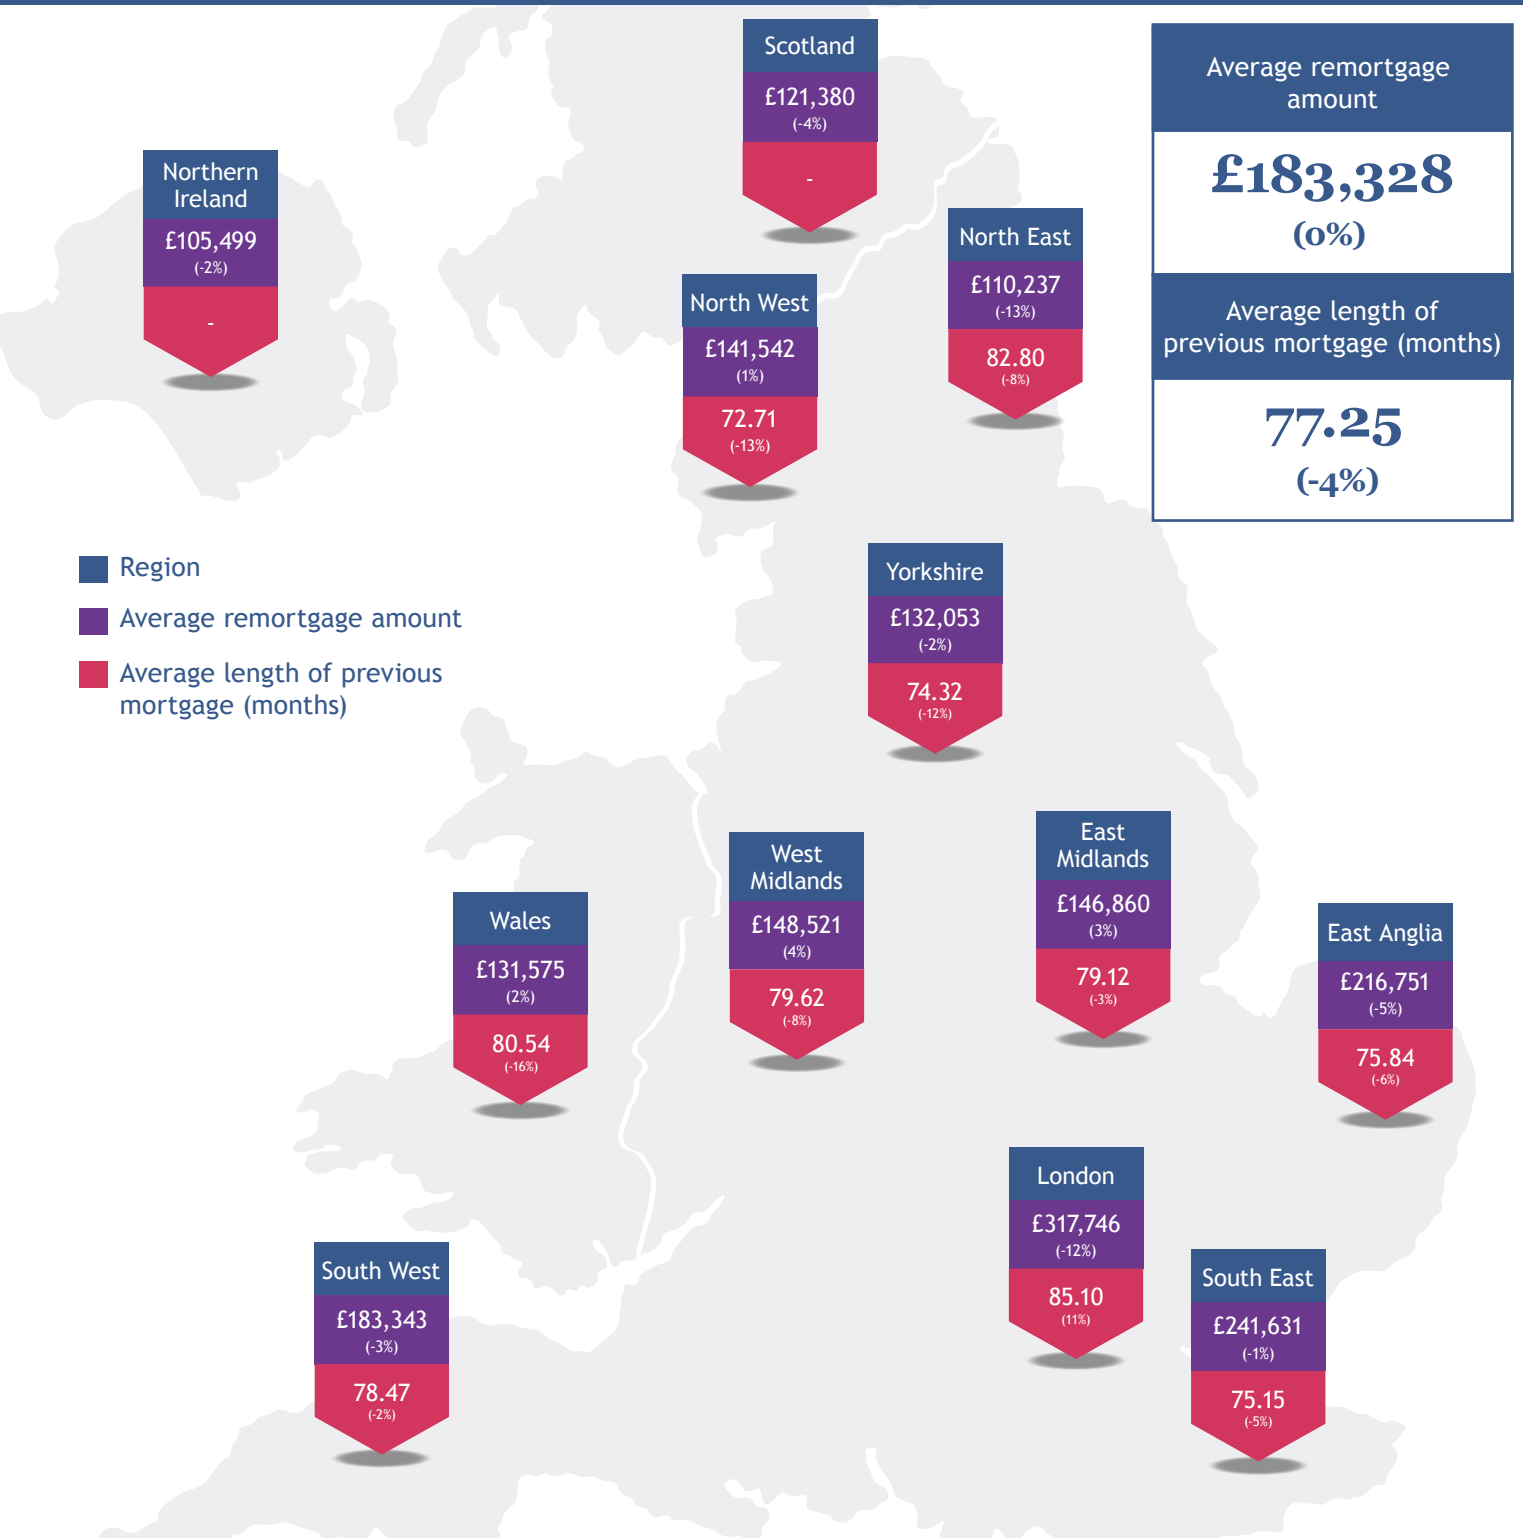 Scotland
£121,380
(-4%)
-
Average remortgage
amount
£183,328
(0%)
Average length of
previous mortgage (months)
77.25
(-4%)
Northern
Ireland
£105,499
(-2%)
-
North East
£110,237
(-13%)
82.80
(-8%)
North West
£141,542
(1%)
72.71
(-13%)
Region
Average remortgage amount
Average length of previous
mortgage (months)
Yorkshire
£132,053
(-2%)
74.32
(-12%)
East
Midlands
£146,860
(3%)
79.12
(-3%)
West
Midlands
£148,521
(4%)
79.62
(-8%)
Wales
£131,575
(2%)
80.54
(-16%)
East Anglia
£216,751
(-5%)
75.84
(-6%)
London
£317,746
(-12%)
85.10
(11%)
South West
£183,343
(-3%)
78.47
(-2%)
South East
£241,631
(-1%)
75.15
(-5%)